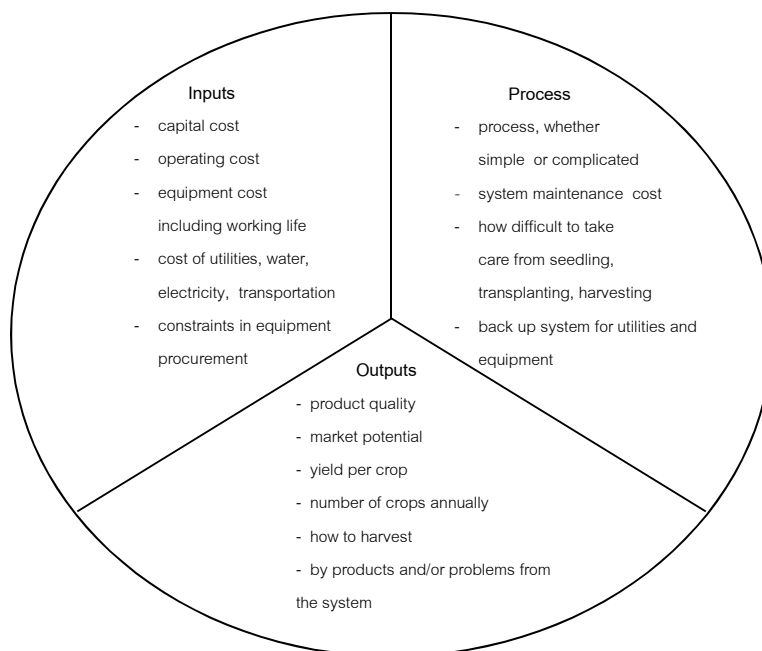 Inputs
- capital cost
- operating cost
- equipment cost
including working life
- cost of utilities, water,
electricity, transportation
- constraints in equipment
procurement
Process
- process, whether
simple or complicated
- system maintenance cost
- how difficult to take
care from seedling,
transplanting, harvesting
- back up system for utilities and
equipment
Outputs
- product quality
- market potential
- yield per crop
- number of crops annually
- how to harvest
- by products and/or problems from
the system